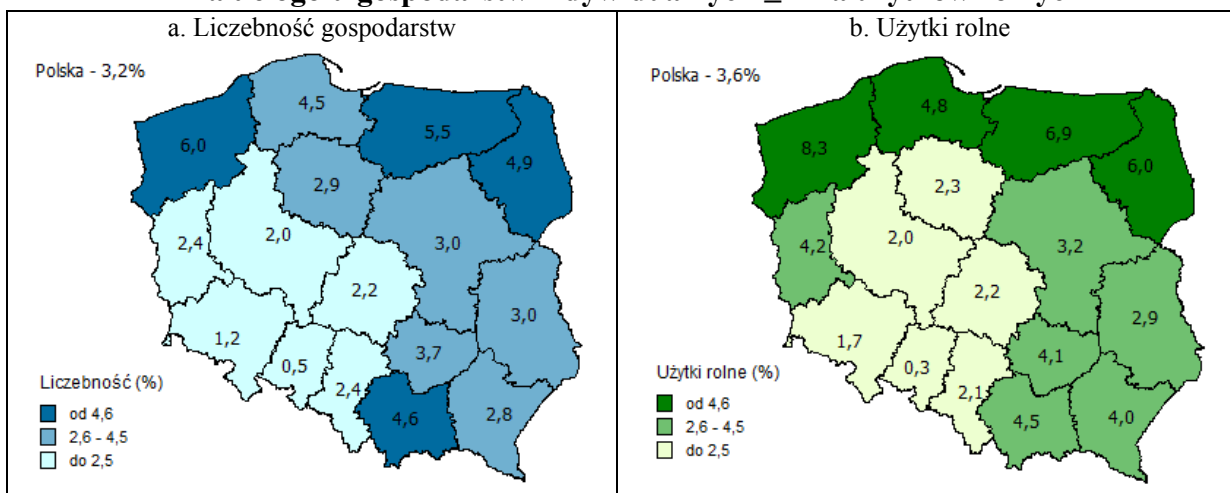 a. Liczebność gospodarstw
Polska - 3,2%
4,5
6,0
5,5
4,9
2,9
2,4
2,0
3,0
2,2
3,0
1,2
3,7
0,5
2,4
4,6
2,8
Liczebność (%)
od 4,6
2,6 - 4,5
do 2,5
b. Użytki rolne
Polska - 3,6%
4,8
8,3
6,9
6,0
2,3
4,2
2,0
3,2
2,2
2,9
1,7
4,1
0,3
2,1
4,5
4,0
Użytki rolne (%)
od 4,6
2,6 - 4,5
do 2,5